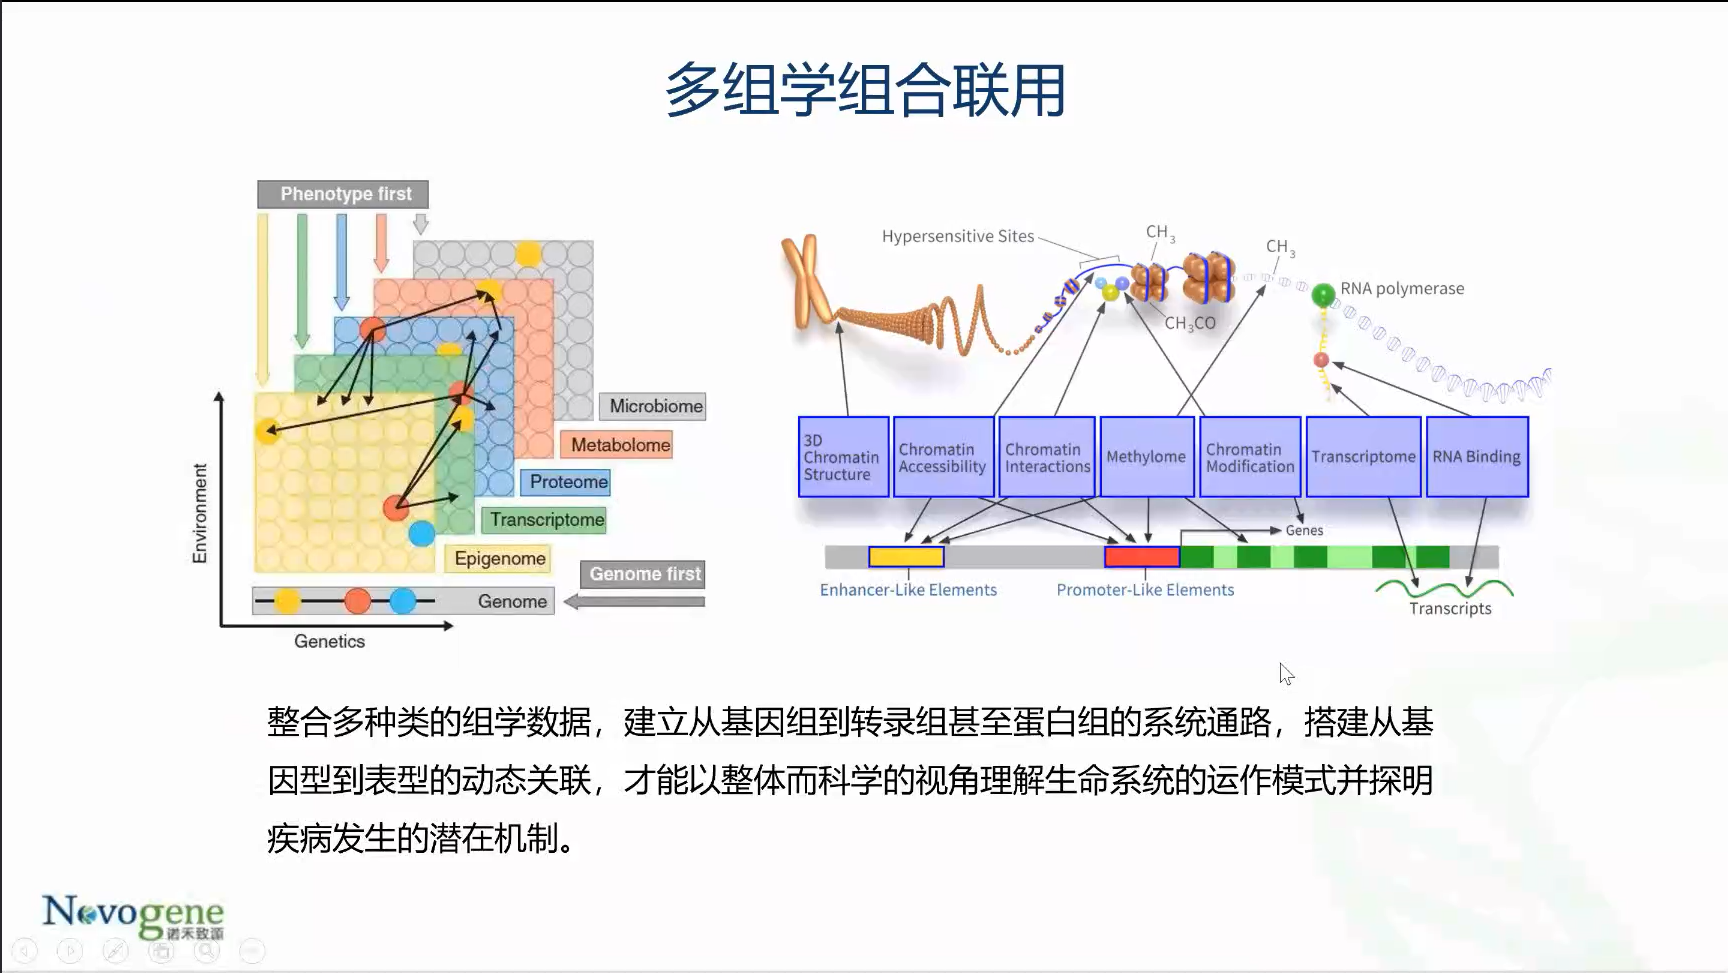 多组学组合联用
Phenotype first
Microbiome
Metabolome
Proteome
Transcriptome
Epigenome
Genome first
Genome
Environment
Genetics
Hypersensitive Sites
CH3
CH3
RNA polymerase
CH3CO
3D
Chromatin
Structure
Chromatin
Accessibility
Chromatin
Interactions
Methylome
Chromatin
Modification
Transcriptome
RNA Binding
Genes
Enhancer-Like Elements
Promoter-Like Elements
Transcripts
整合多种类的组学数据，建立从基因组到转录组甚至蛋白组的系统通路，搭建从基
因型到表型的动态关联，才能以整体而科学的视角理解生命系统的运作模式并探明
疾病发生的潜在机制。
Novogene
诺禾致源